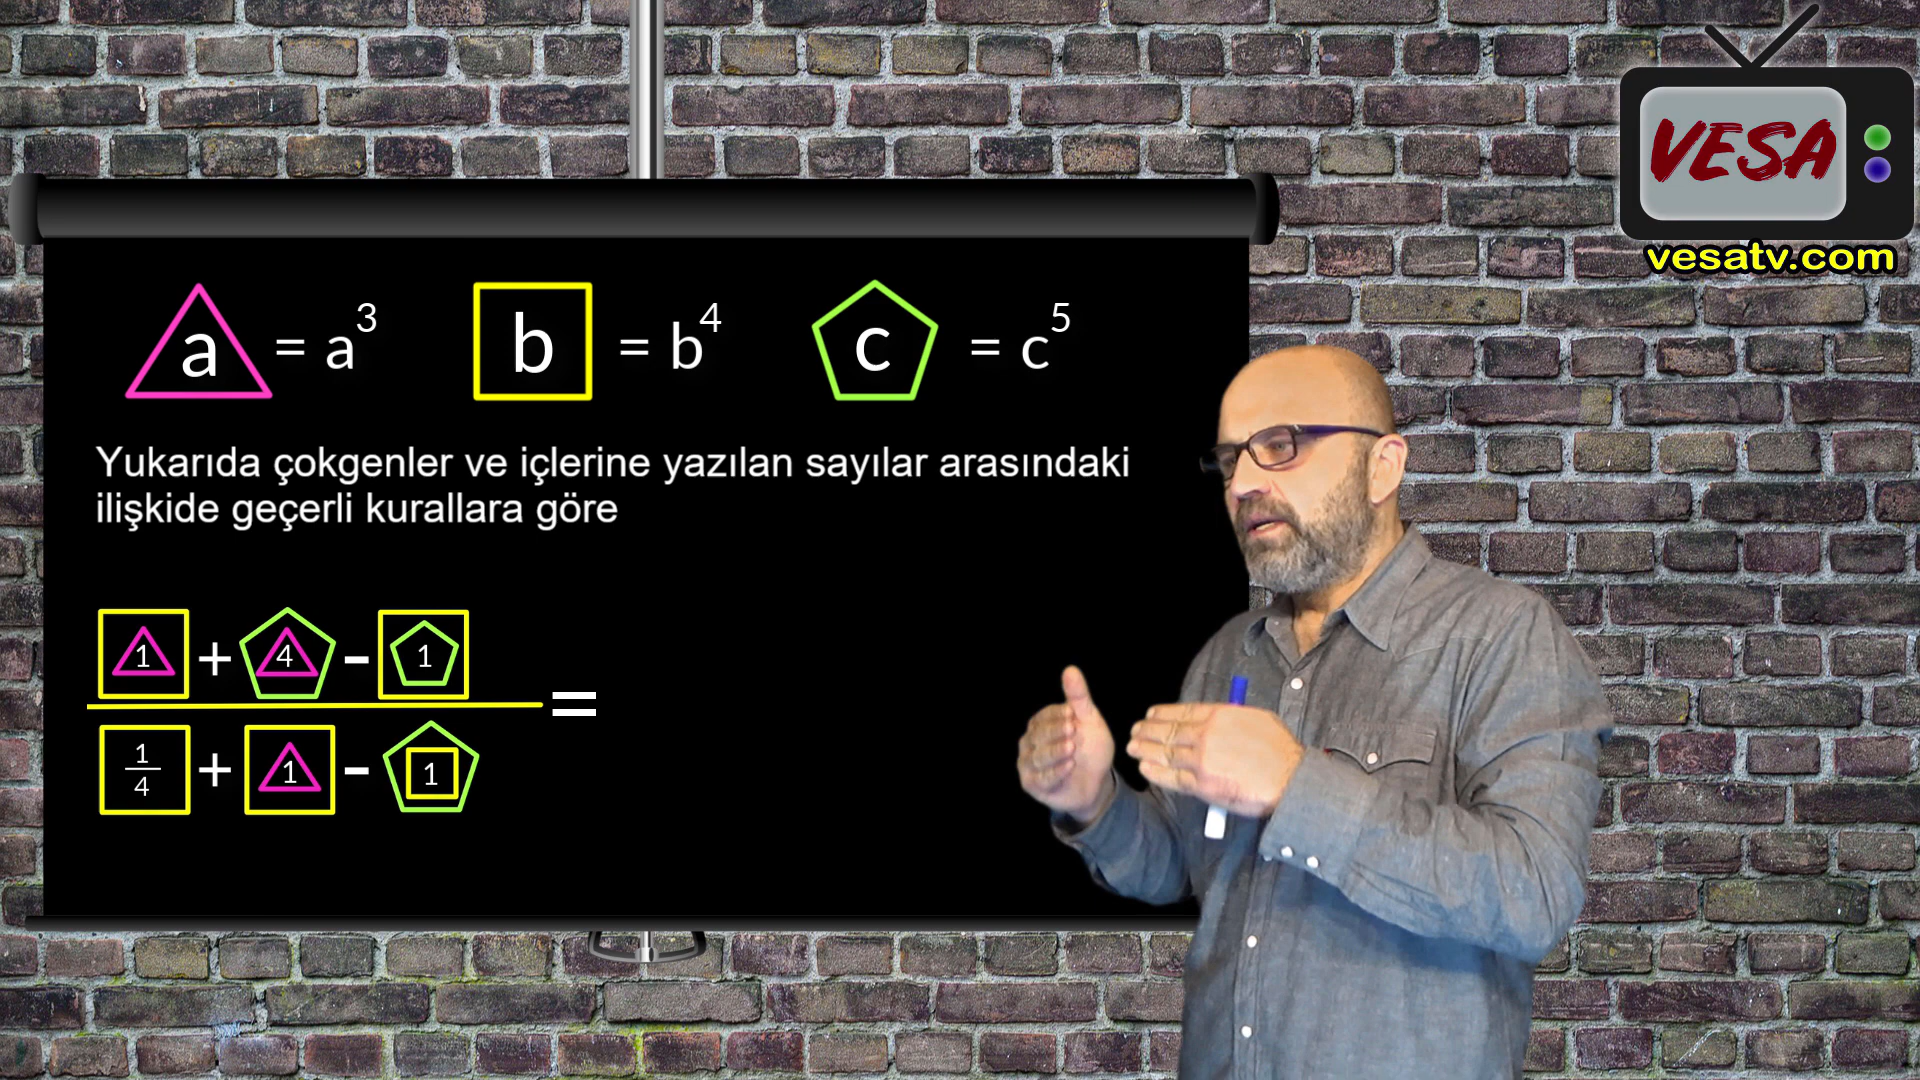 VESA
vesatv.com
a = a³ b = b⁴ c = c⁵
Yukarıda çokgenler ve içlerine yazılan sayılar arasındaki
ilişkide geçerli kurallara göre
1 + 4 - 1
=
1/4 + 1 - 1